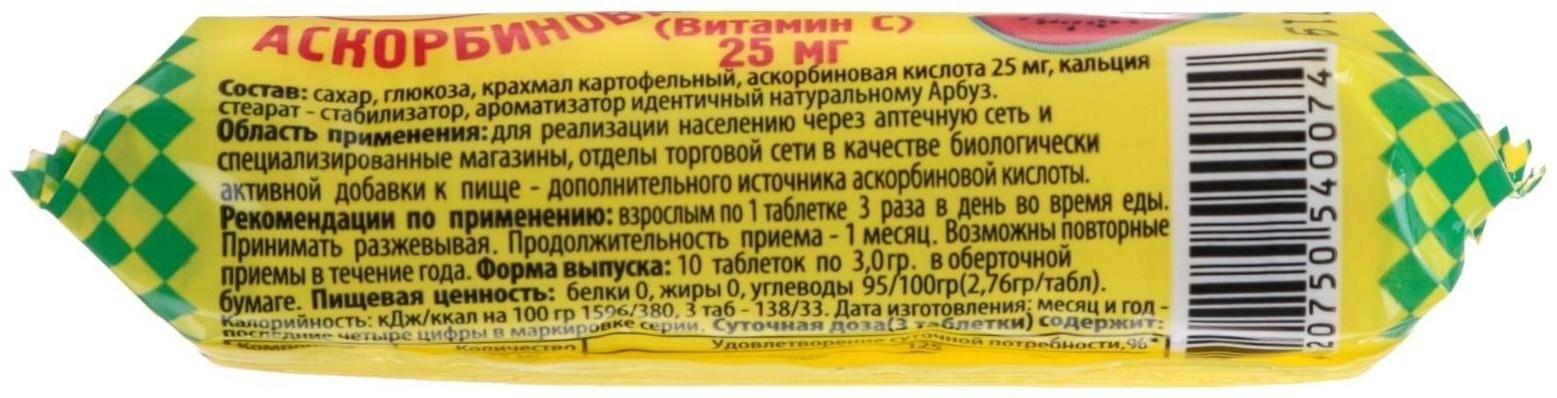 АСКОРБИНОВ
(Витамин С)
25 МГ
Состав: сахар, глюкоза, крахмал картофельный, аскорбиновая кислота 25 мг, кальция
стеарат - стабилизатор, ароматизатор идентичный натуральному Арбуз.
Область применения: для реализации населению через аптечную сеть и
специализированные магазины, отделы торговой сети в качестве биологически
активной добавки к пище - дополнительного источника аскорбиновой кислоты.
Рекомендации по применению: взрослым по 1 таблетке 3 раза в день во время еды.
Принимать разжевывая. Продолжительность приема - 1 месяц. Возможны повторные
приемы в течение года. Форма выпуска: 10 таблеток по 3,0гр. в оберточной
бумаге. Пищевая ценность: белки 0, жиры 0, углеводы 95/100гр(2,76гр/табл).
Калорийность: кДж/ккал на 100 гр 1596/380, 3 таб - 138/33. Дата изготовления: месяц и год -
последние четыре цифры в маркировке серии. Суточная доза(3 таблетки) содержит:
Количество Удовлетворение суточной потребности,%*
125
20750 540074
19